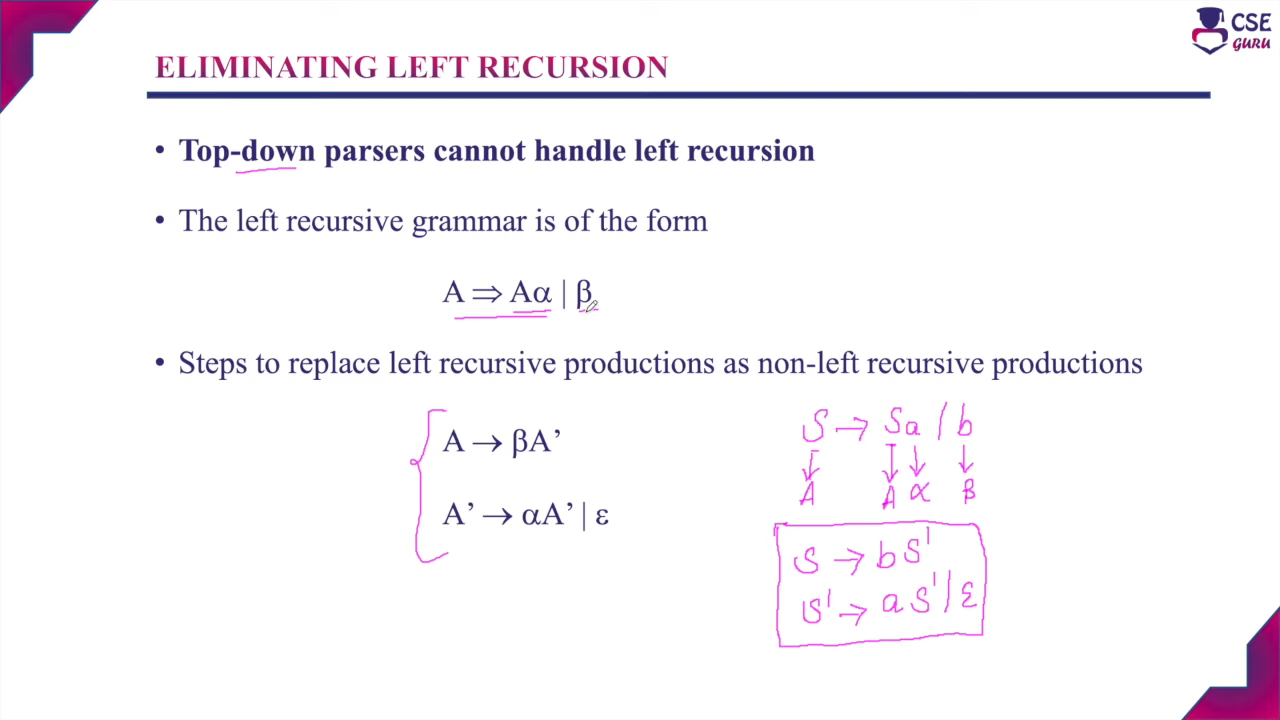 CSE
GURU
ELIMINATING LEFT RECURSION
• Top-down parsers cannot handle left recursion
• The left recursive grammar is of the form
A ⇒ Aα | β
• Steps to replace left recursive productions as non-left recursive productions
A → βA’
A’ → αA’ | ε
S → Sa / b
A A α β
S → bS'
S' → aS' / ε